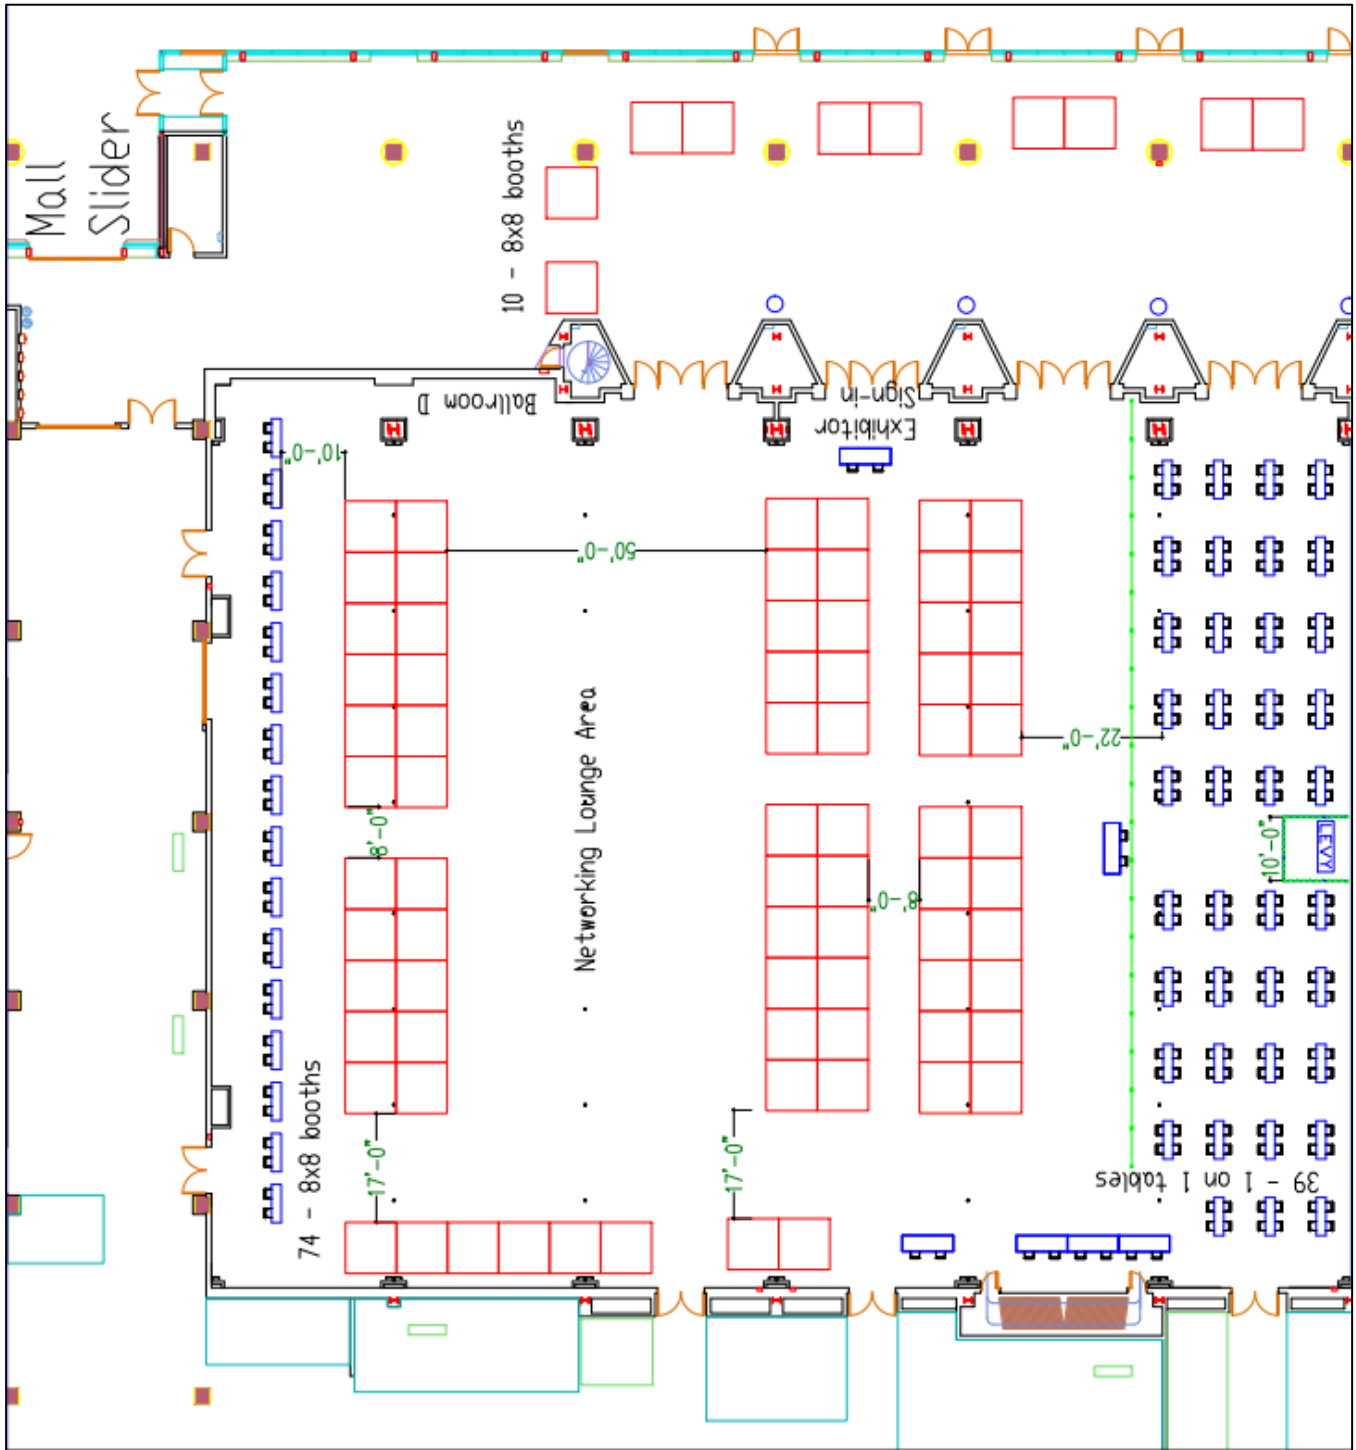 Mall
Slider
10 - 8x8 booths
Ballroom D
Exhibitor
Sign-in
10'-0"
50'-0"
22'-0"
8'-0"
Networking Lounge Area
10'-0"
LEVY
8'-0"
74 - 8x8 booths
17'-0"
17'-0"
39 - 1 on 1 tables